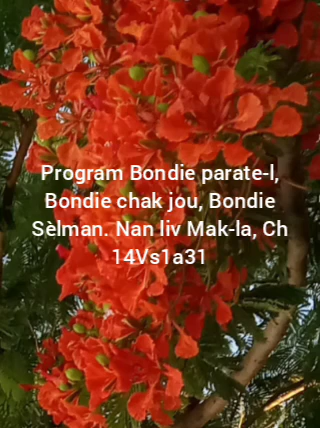 Program Bondie parate-l,
Bondie chak jou, Bondie
Sèlman. Nan liv Mak-la, Ch
14Vs1a31